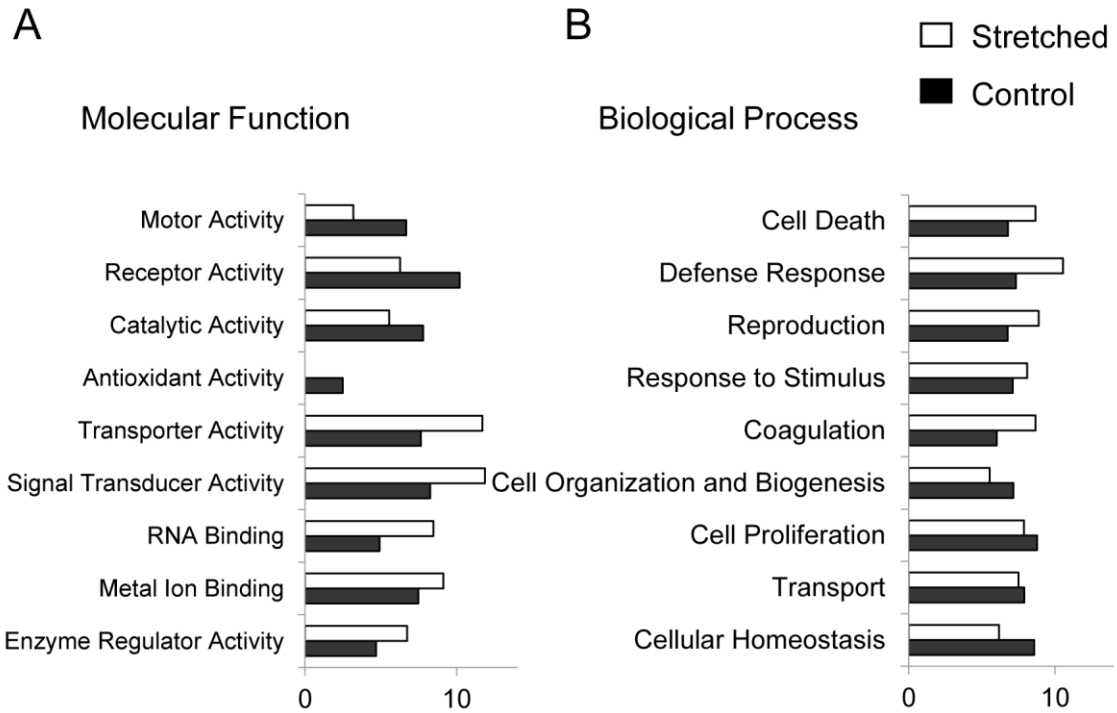 A
B
Stretched
Control
Molecular Function
Biological Process
Motor Activity
Receptor Activity
Catalytic Activity
Antioxidant Activity
Transporter Activity
Signal Transducer Activity
RNA Binding
Metal Ion Binding
Enzyme Regulator Activity
0 10
Cell Death
Defense Response
Reproduction
Response to Stimulus
Coagulation
Cell Organization and Biogenesis
Cell Proliferation
Transport
Cellular Homeostasis
0 10